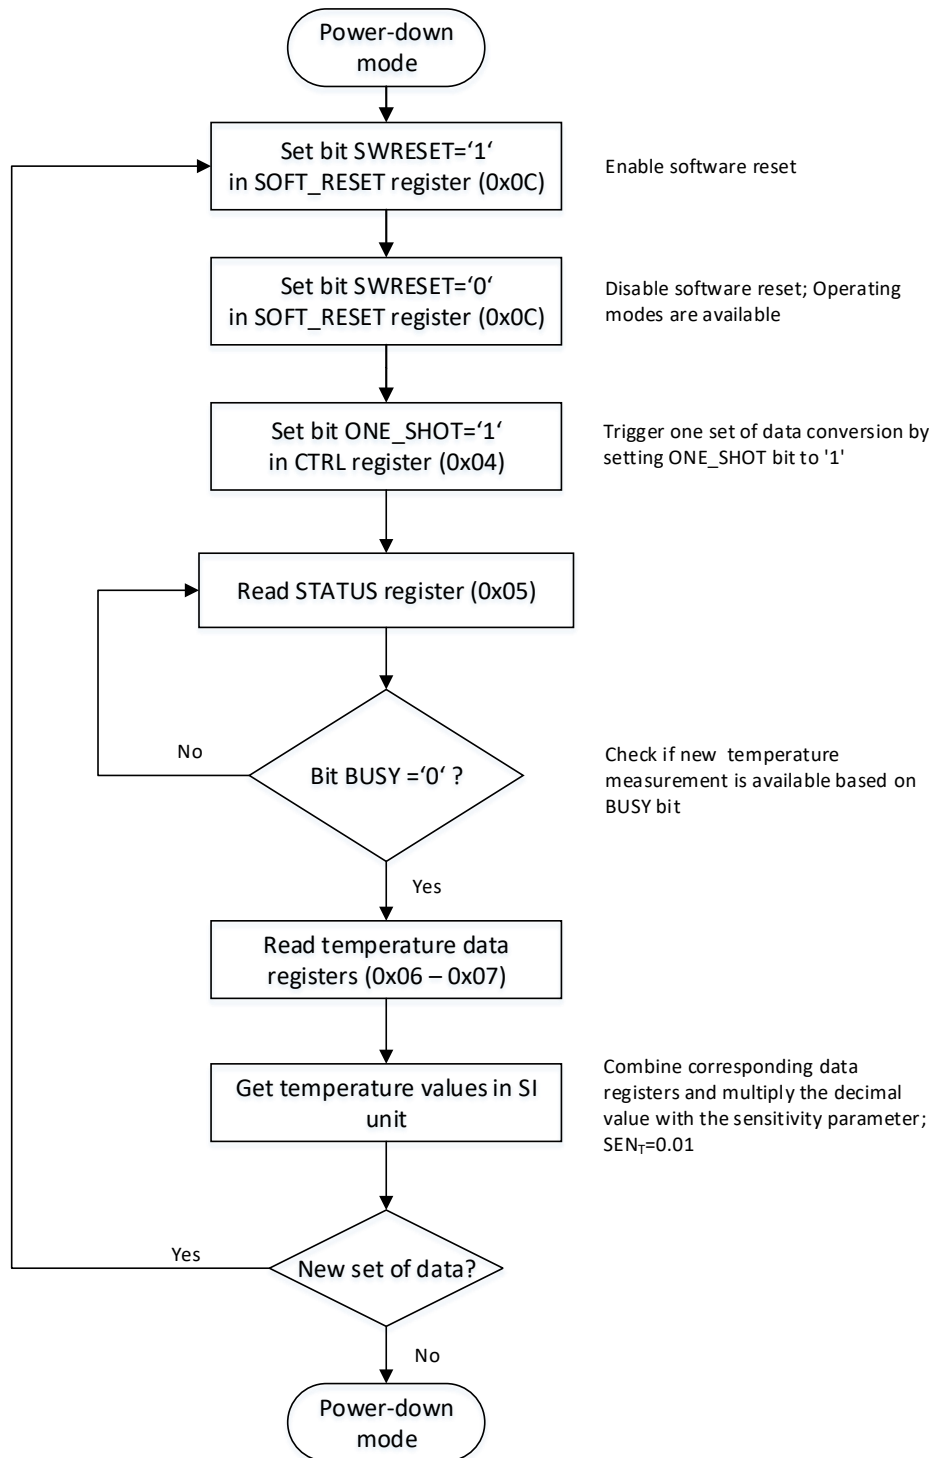 Power-down
mode
Set bit SWRESET=‘1‘
in SOFT_RESET register (0x0C)
Enable software reset
Set bit SWRESET=‘0‘
in SOFT_RESET register (0x0C)
Disable software reset; Operating
modes are available
Set bit ONE_SHOT=‘1‘
in CTRL register (0x04)
Trigger one set of data conversion by
setting ONE_SHOT bit to '1'
Read STATUS register (0x05)
No
Bit BUSY =‘0‘ ?
Check if new  temperature
measurement is available based on
BUSY bit
Yes
Read temperature data
registers (0x06 – 0x07)
Get temperature values in SI
unit
Combine corresponding data
registers and multiply the decimal
value with the sensitivity parameter;
SEN_T=0.01
Yes
New set of data?
No
Power-down
mode